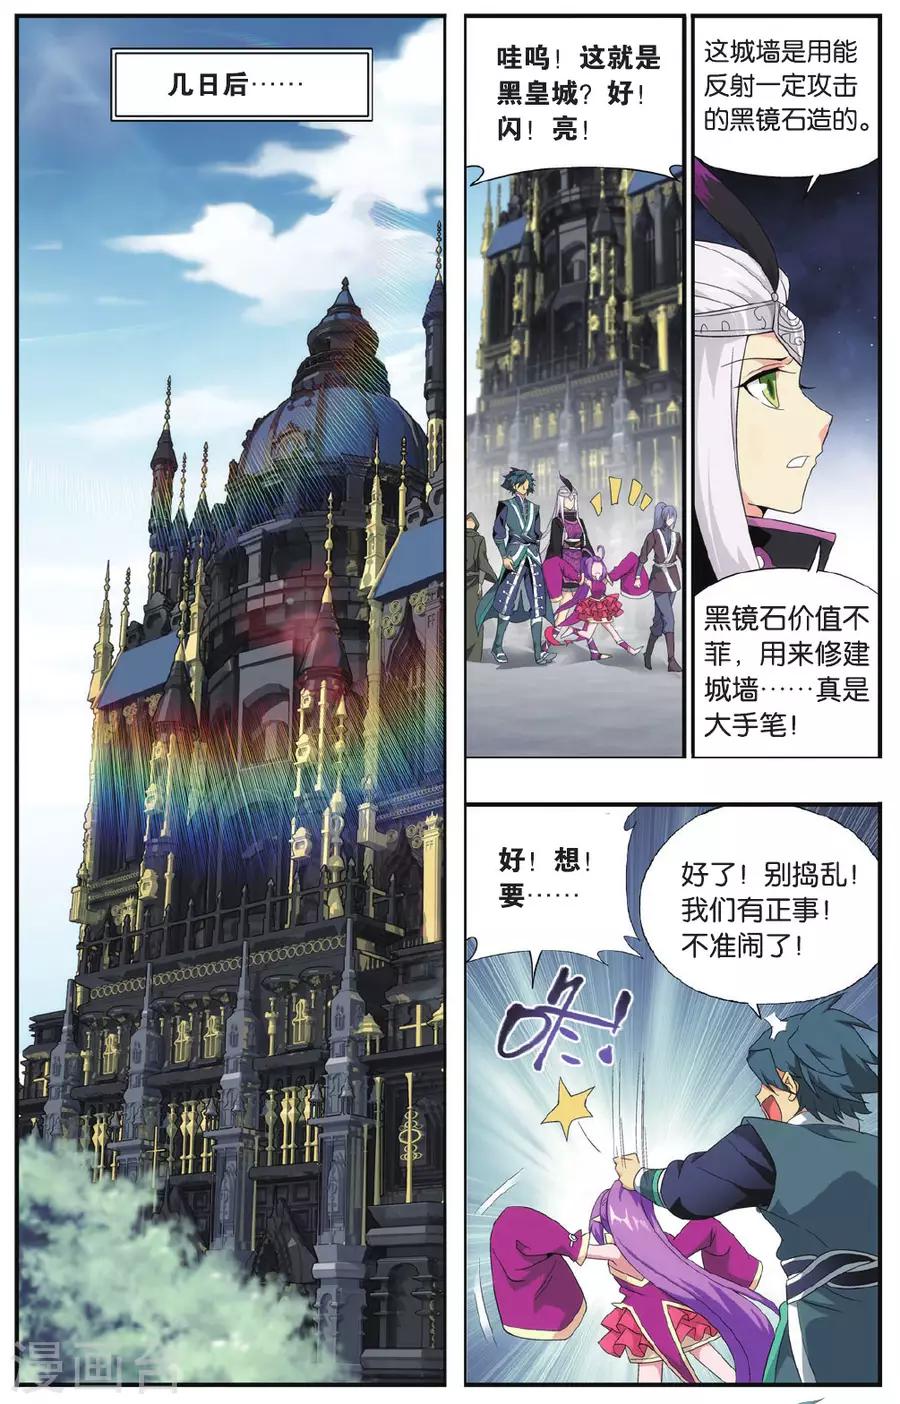 几日后……
哇呜！这就是
黑皇城？好！
闪！亮！
这城墙是用能
反射一定攻击
的黑镜石造的。
黑镜石价值不
菲，用来修建
城墙……真是
大手笔！
好！想！
要……
好了！别捣乱！
我们有正事！
不准闹了！
咚！
漫画台